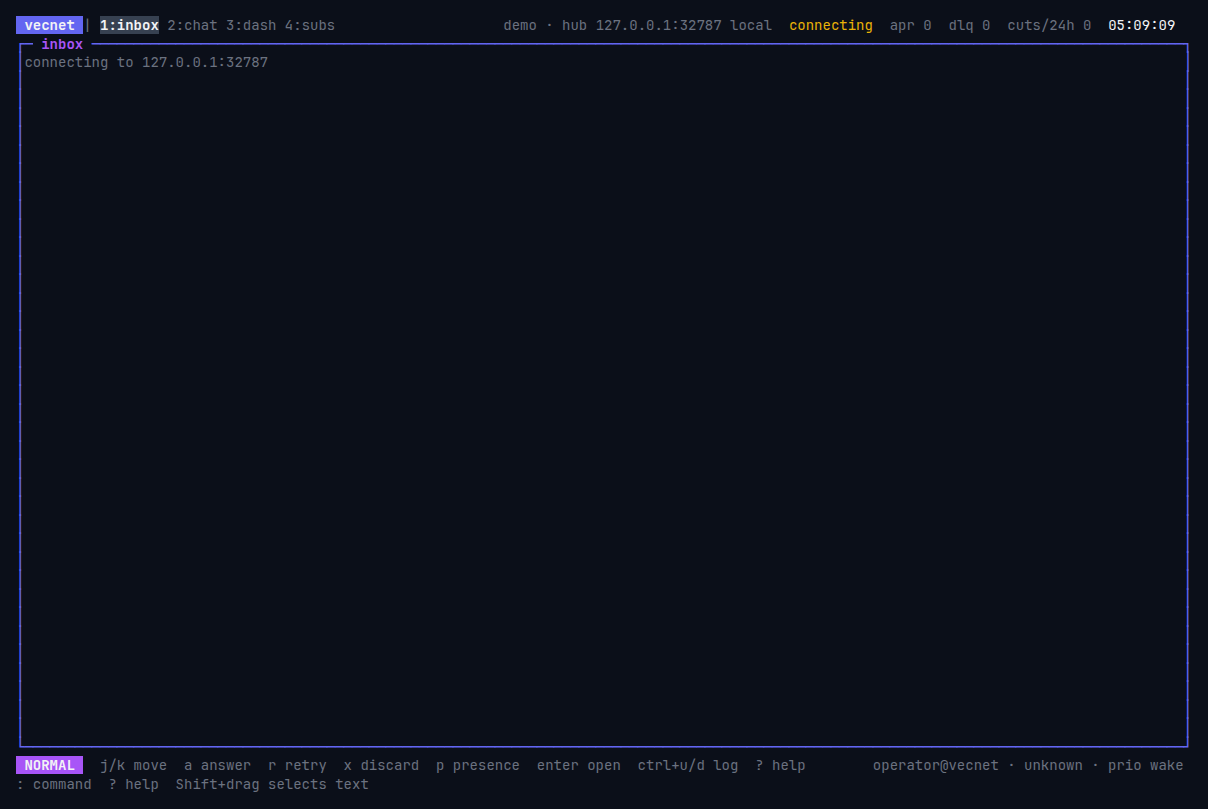 vecnet | 1:inbox 2:chat 3:dash 4:subs demo · hub 127.0.0.1:32787 local connecting apr 0 dlq 0 cuts/24h 0 05:09:09
inbox
connecting to 127.0.0.1:32787
NORMAL j/k move a answer r retry x discard p presence enter open ctrl+u/d log ? help operator@vecnet · unknown · prio wake
: command ? help Shift+drag selects text